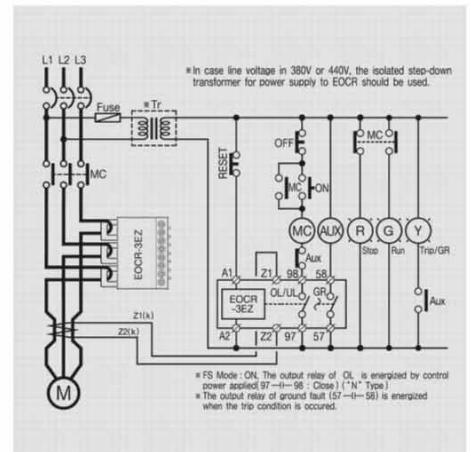 L1 L2 L3
※In case line voltage in 380V or 440V, the isolated step-down
transformer for power supply to EOCR should be used.
Fuse
※Tr
RESET
OFF
MC
MC
MC
ON
MC
AUX
R
G
Y
Stop
Run
Trip/GR
Aux
EOCR-3EZ
A1
Z1
98
58
EOCR
-3EZ
OL/UL
GR
Aux
A2
Z2
97
57
Z1(k)
Z2(k)
M
※ FS Mode : ON, The output relay of OL is energized by control
power applied(97 ⊣⊢ 98 : Close) ("N" Type)
※ The output relay of ground fault (57 ⊣⊢ 58) is energized
when the trip condition is occured.